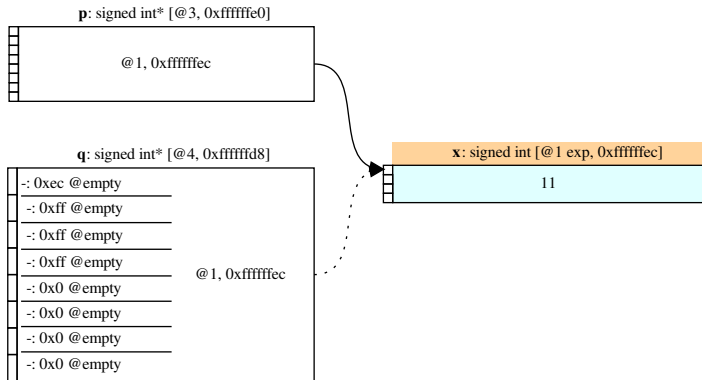 p: signed int* [@3, 0xffffffe0]
@1, 0xffffffec
q: signed int* [@4, 0xffffffd8]
x: signed int [@1 exp, 0xffffffec]
11
-: 0xec @empty
-: 0xff @empty
-: 0xff @empty
-: 0xff @empty
@1, 0xffffffec
-: 0x0 @empty
-: 0x0 @empty
-: 0x0 @empty
-: 0x0 @empty